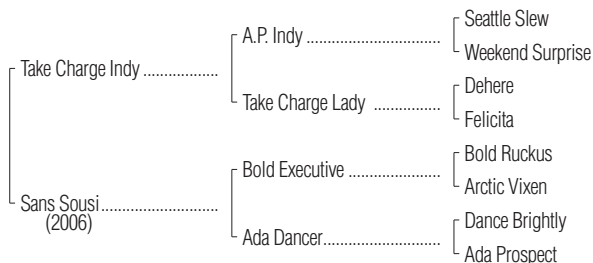 Seattle Slew
A.P. Indy ................................
Weekend Surprise
Take Charge Indy ..................
Dehere
Take Charge Lady ................
Felicita
Bold Ruckus
Bold Executive ......................
Arctic Vixen
Sans Sousi ............................
(2006)
Dance Brightly
Ada Dancer............................
Ada Prospect